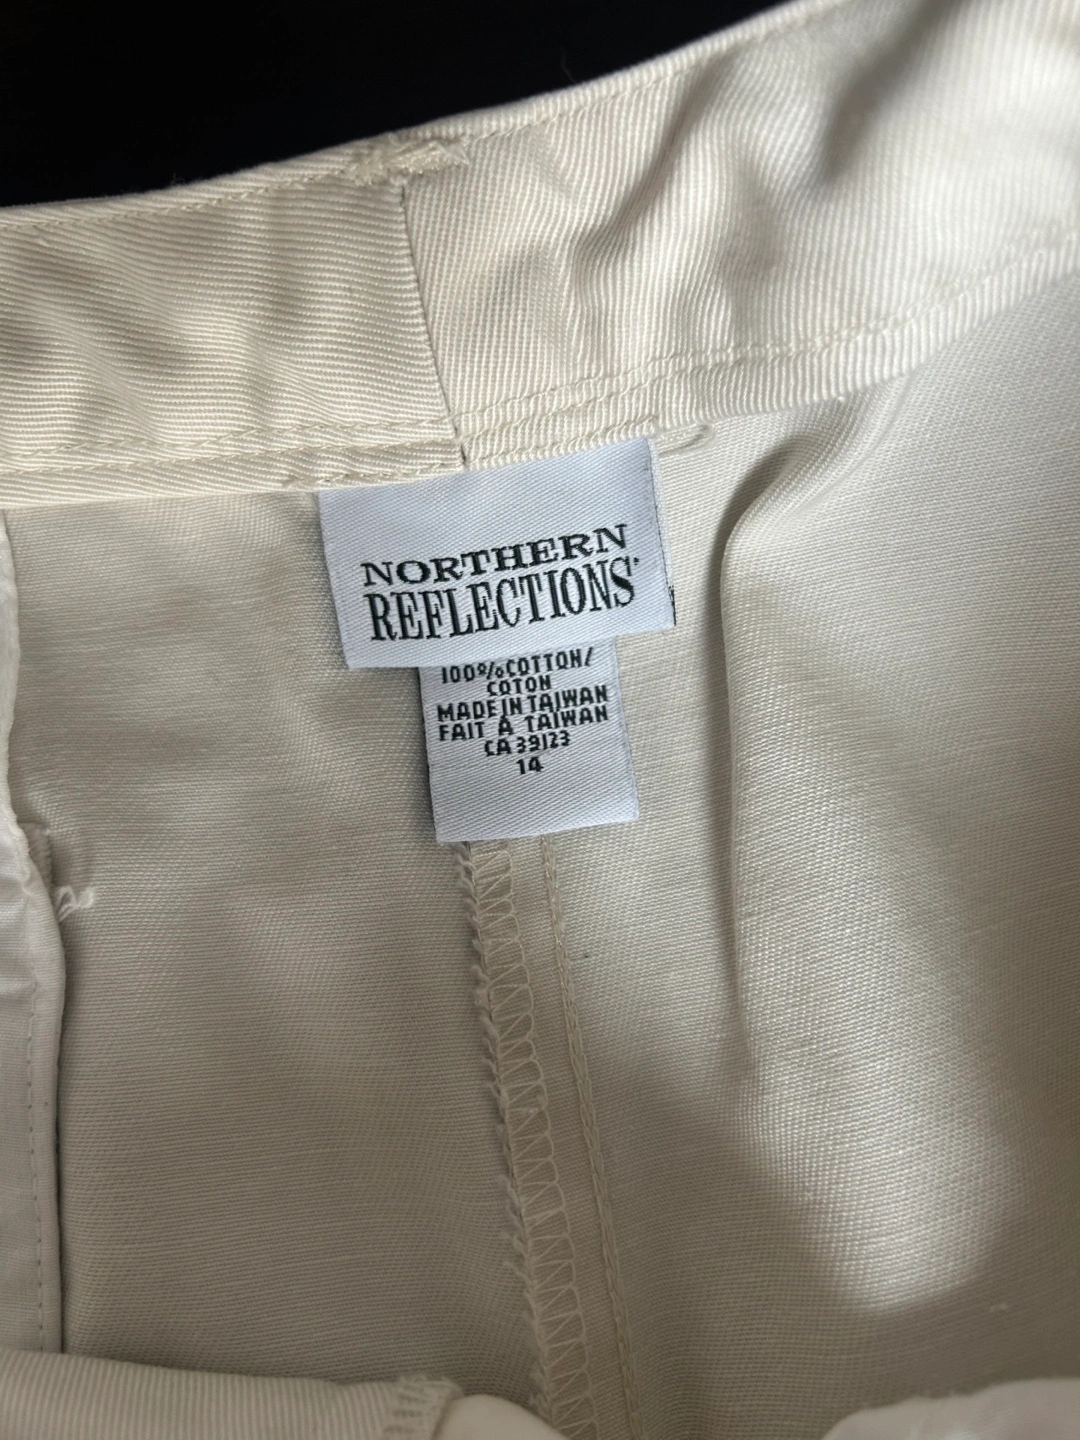 NORTHERN
REFLECTIONS
100% COTTON/
COTON
MADE IN TAIWAN
FAIT À TAIWAN
CA 39123
14